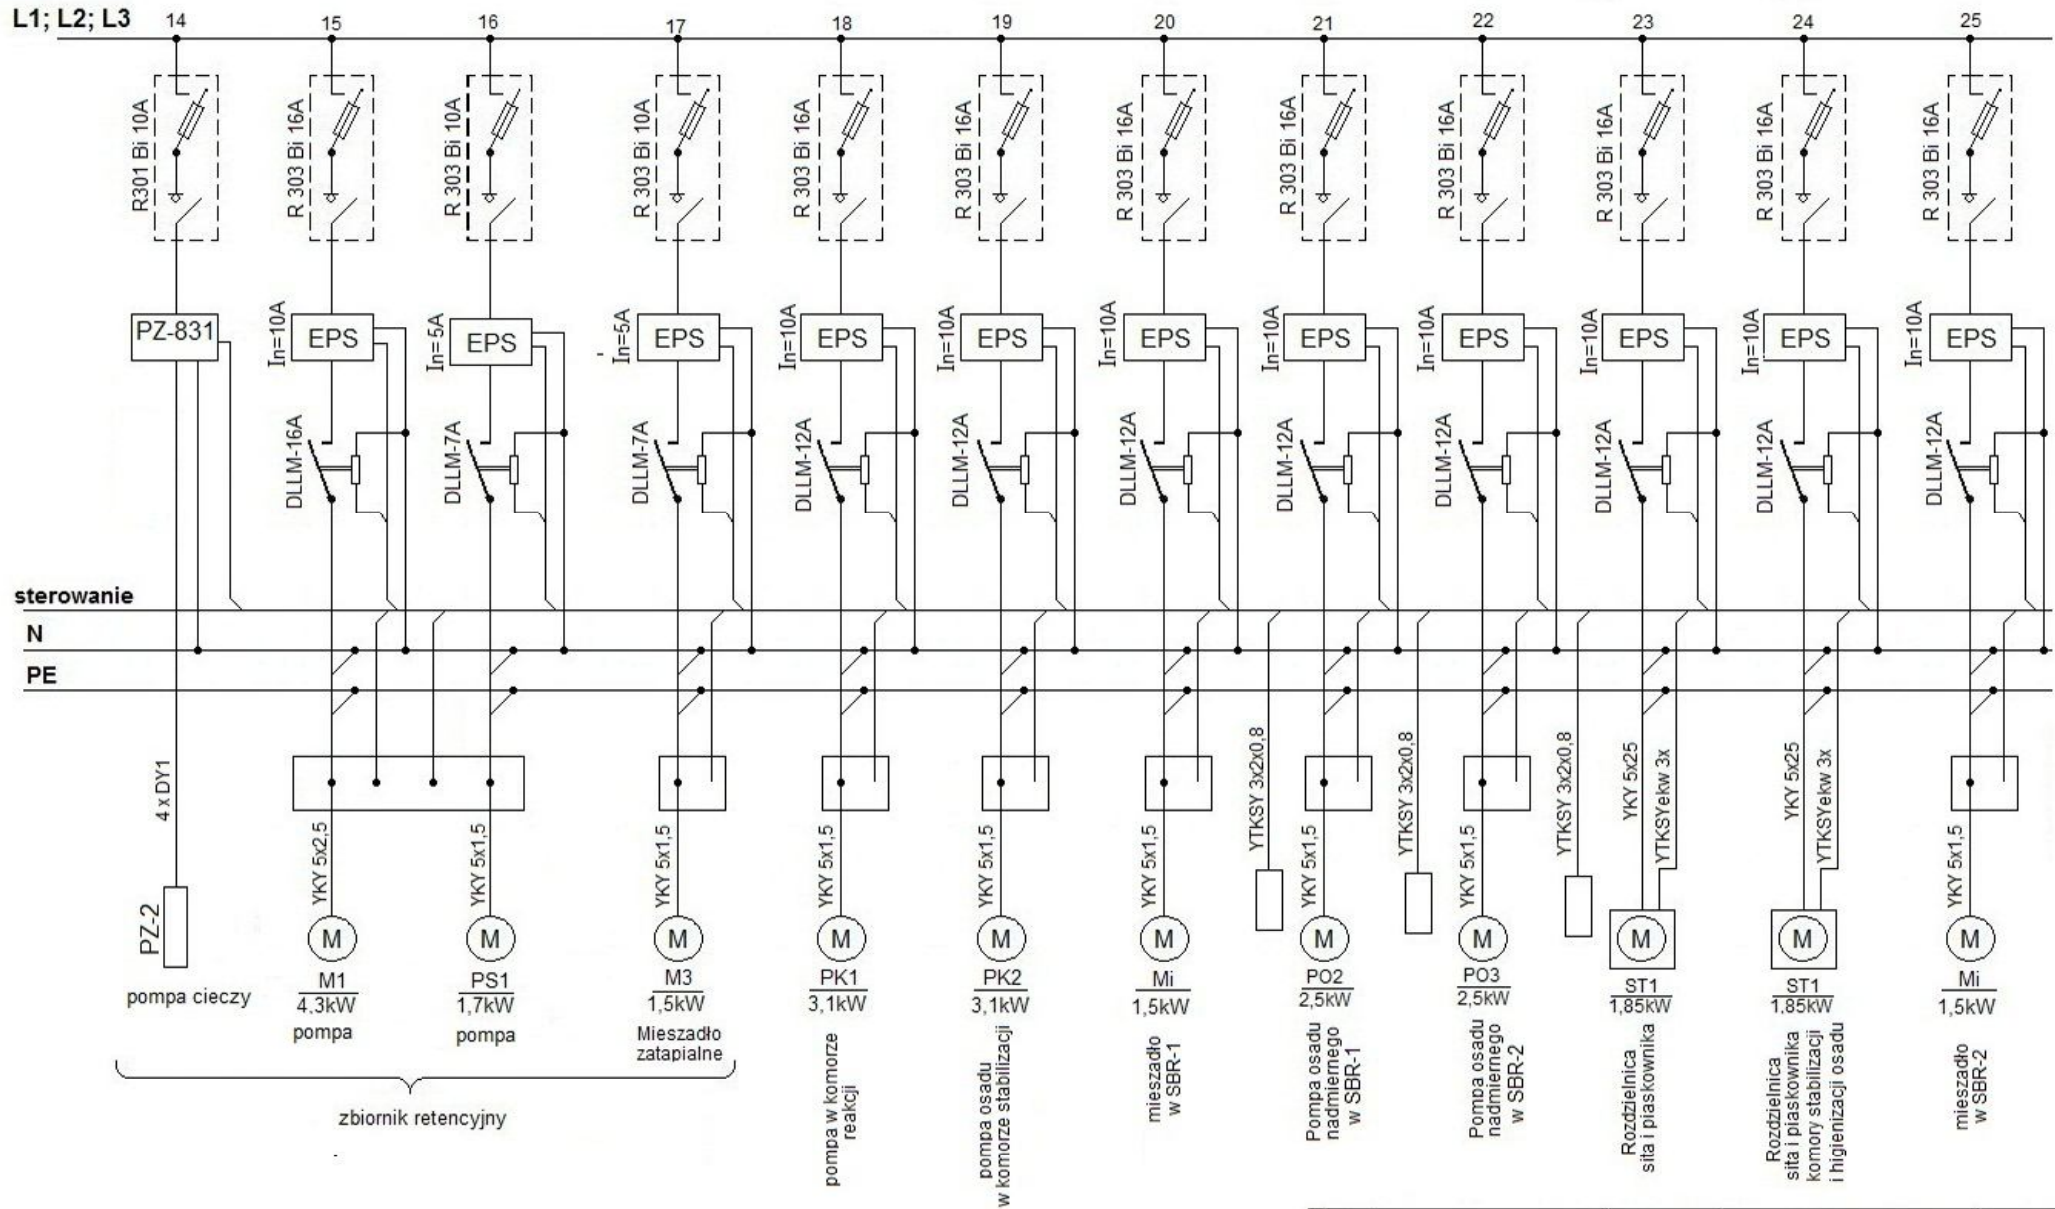 L1; L2; L3
14
15
16
17
18
19
20
21
22
23
24
25
R301 Bi 10A
R 303 Bi 16A
R 303 Bi 10A
R 303 Bi 10A
R 303 Bi 16A
R 303 Bi 16A
R 303 Bi 16A
R 303 Bi 16A
R 303 Bi 16A
R 303 Bi 16A
R 303 Bi 16A
R 303 Bi 16A
PZ-831
In=10A
EPS
In= 5A
EPS
In=5A
EPS
In=10A
EPS
In=10A
EPS
In=10A
EPS
In=10A
EPS
In=10A
EPS
In=10A
EPS
In=10A
EPS
In=10A
EPS
DLLM-16A
DLLM-7A
DLLM-7A
DLLM-12A
DLLM-12A
DLLM-12A
DLLM-12A
DLLM-12A
DLLM-12A
DLLM-12A
DLLM-12A
sterowanie
N
PE
4 x DY1
YKY 5x2,5
YKY 5x1,5
YKY 5x1,5
YKY 5x1,5
YKY 5x1,5
YKY 5x1,5
YTKSY 3x2x0,8
YKY 5x1,5
YTKSY 3x2x0,8
YKY 5x1,5
YTKSY 3x2x0,8
YKY 5x25
YTKSYekw 3x
YKY 5x25
YTKSYekw 3x
YKY 5x1,5
PZ-2
M
M
M
M
M
M
M
M
M
M
M
pompa cieczy
M1
4,3kW
pompa
PS1
1,7kW
pompa
M3
1,5kW
Mieszadło
zatapialne
PK1
3,1kW
pompa w komorze
reakcji
PK2
3,1kW
pompa osadu
w komorze stabilizacji
Mi
1,5kW
mieszadło
w SBR-1
PO2
2,5kW
Pompa osadu
nadmiernego
w SBR-1
PO3
2,5kW
Pompa osadu
nadmiernego
w SBR-2
ST1
1,85kW
Rozdzielnica
sita i piaskownika
ST1
1,85kW
Rozdzielnica
sita i piaskownika
komory stabilizacji
i higienizacji osadu
Mi
1,5kW
mieszadło
w SBR-2
zbiornik retencyjny